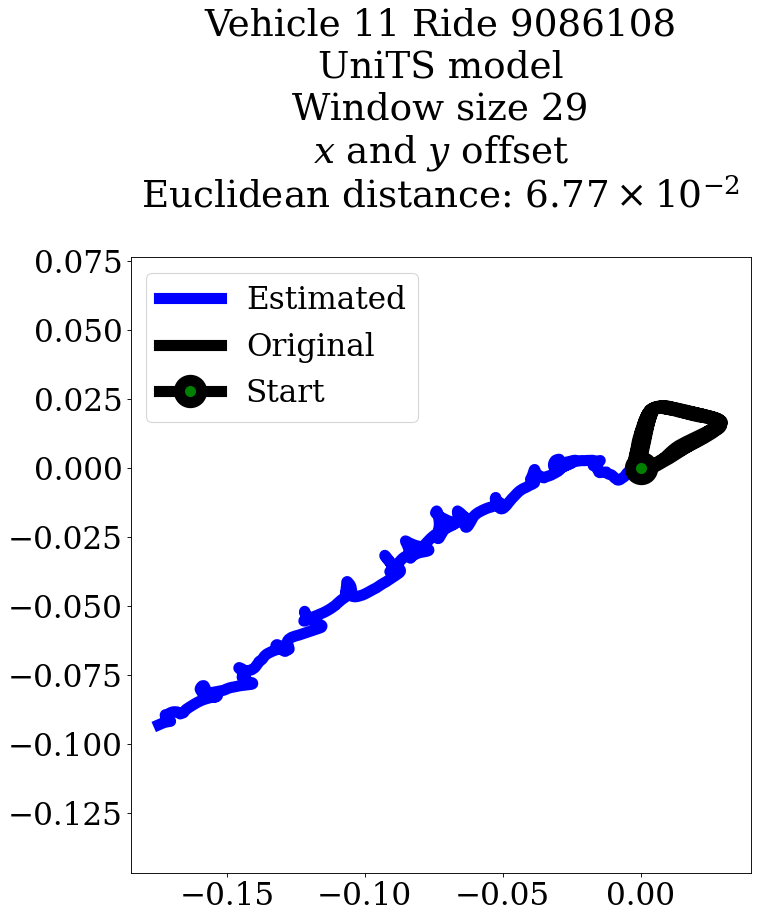 Vehicle 11 Ride 9086108
UniTS model
Window size 29
x and y offset
Euclidean distance: 6.77 × 10⁻²
Estimated
Original
Start
0.075
0.050
0.025
0.000
−0.025
−0.050
−0.075
−0.100
−0.125
−0.15 −0.10 −0.05 0.00